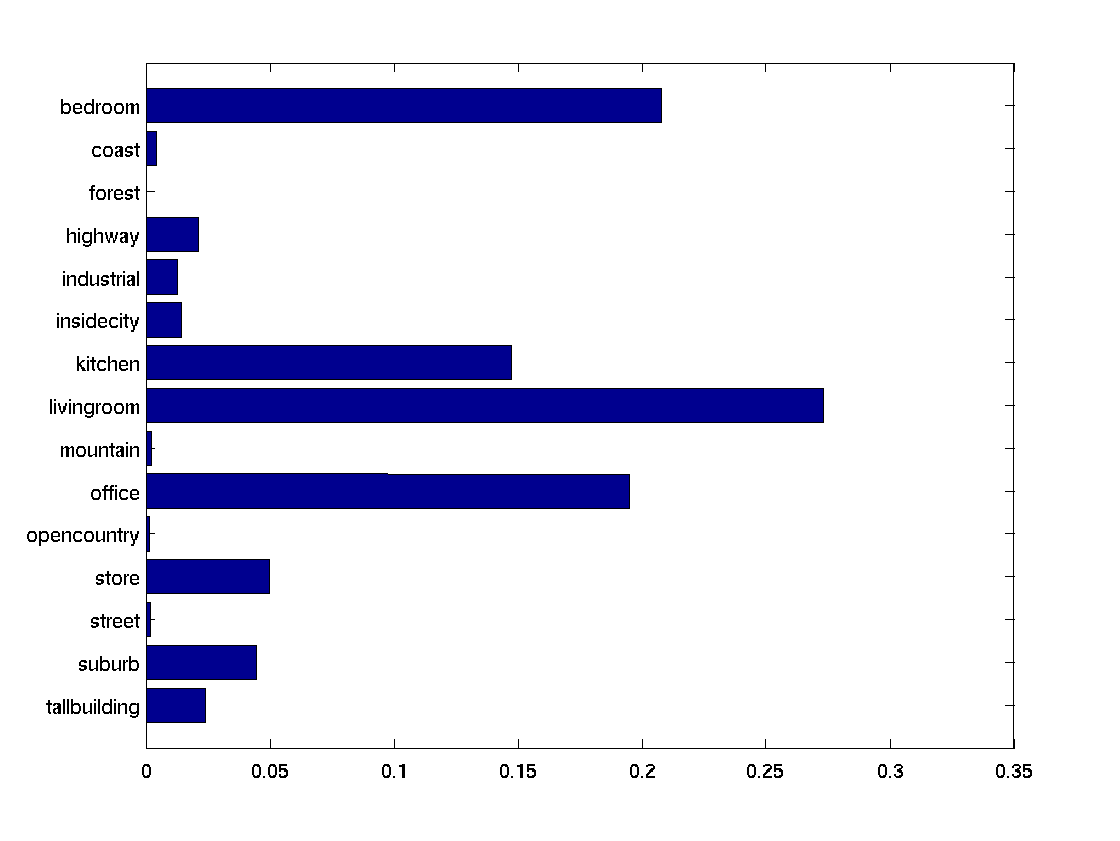 bedroom
coast
forest
highway
industrial
insidecity
kitchen
livingroom
mountain
office
opencountry
store
street
suburb
tallbuilding
0 0.05 0.1 0.15 0.2 0.25 0.3 0.35